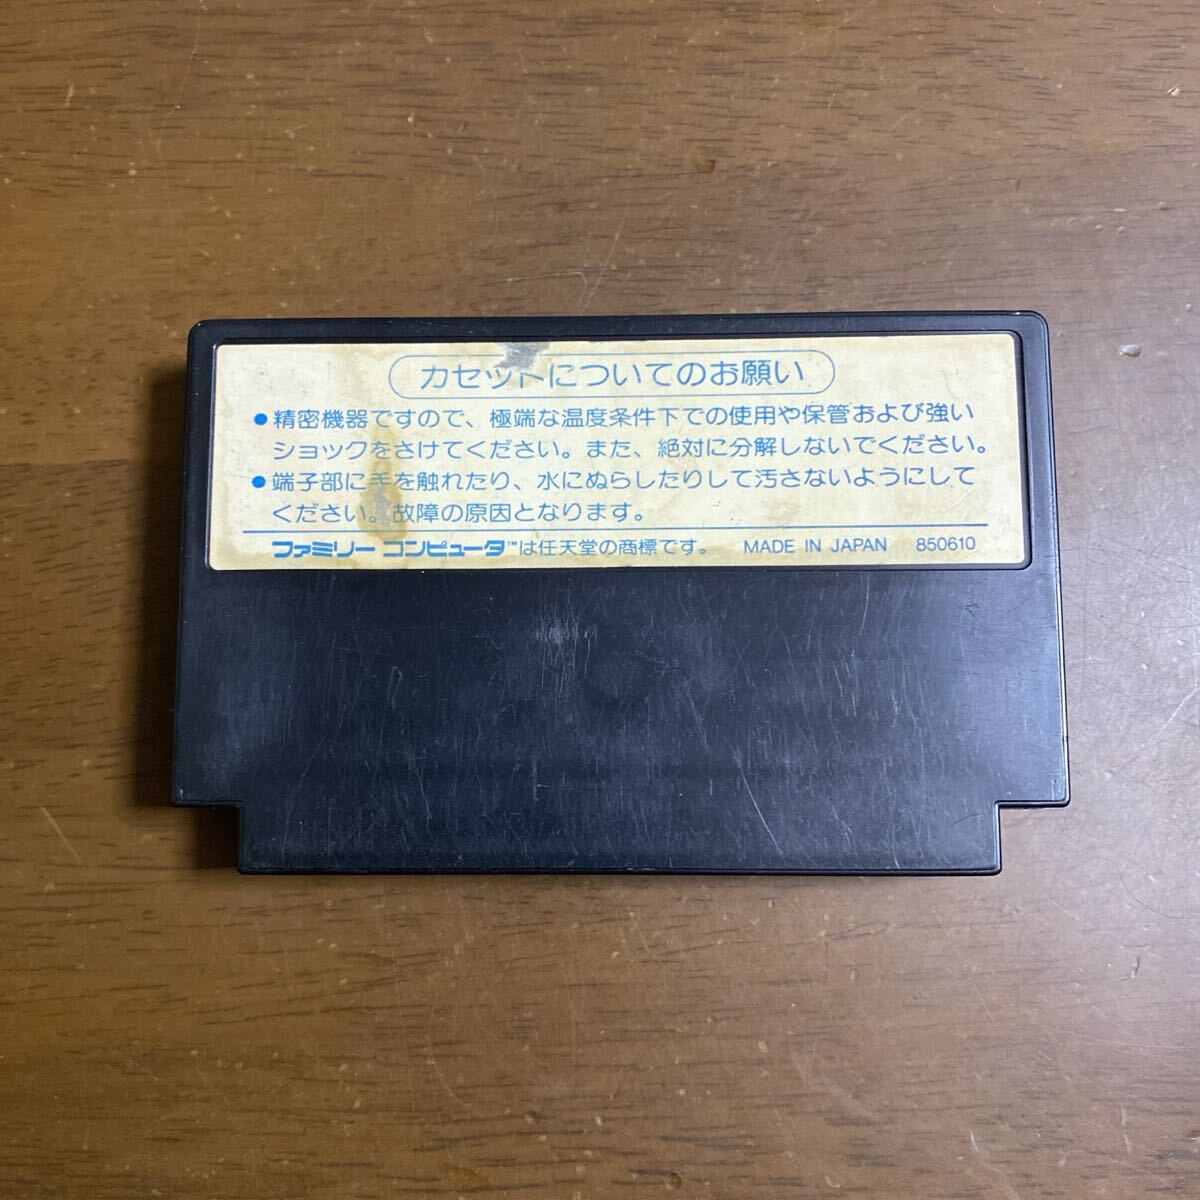 カセットについてのお願い
●精密機器ですので、極端な温度条件下での使用や保管および強い
ショックをさけてください。また、絶対に分解しないでください。
●端子部に手を触れたり、水にぬらしたりして汚さないようにして
ください。故障の原因となります。
ファミリー コンピュータ™は任天堂の商標です。 MADE IN JAPAN 850610